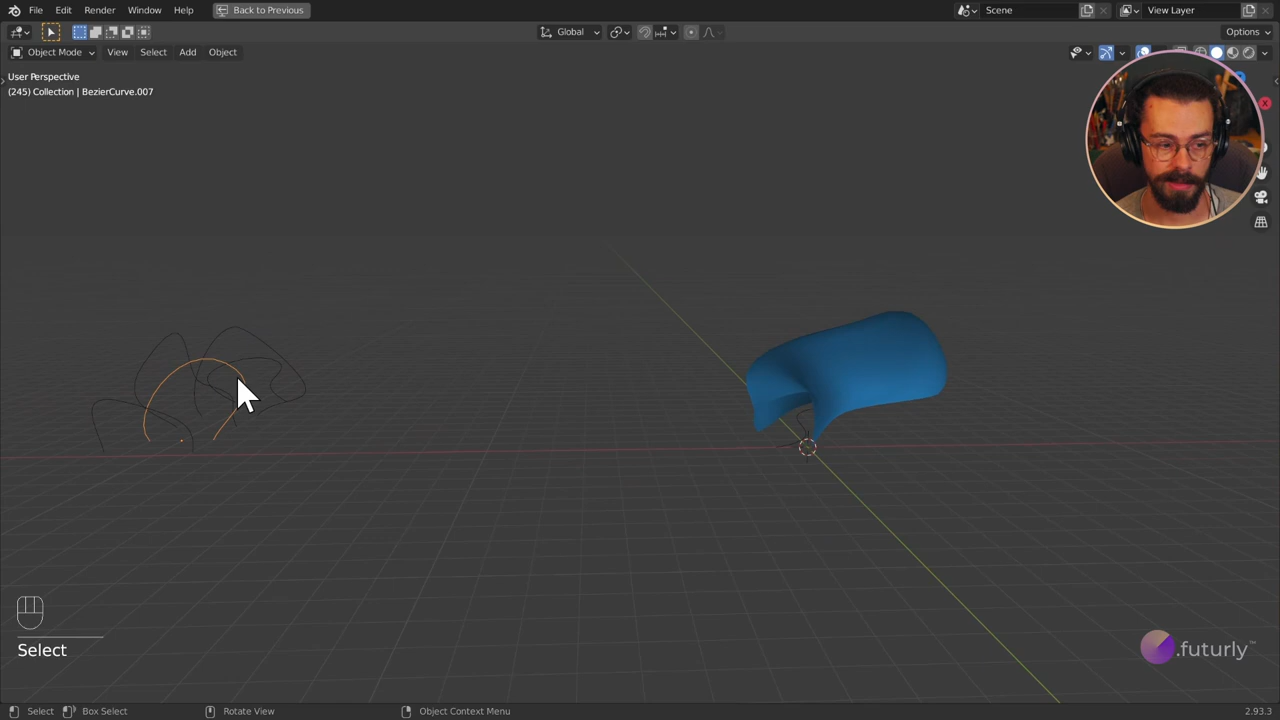 File Edit Render Window Help Back to Previous Scene View Layer
Global Options
Object Mode View Select Add Object
User Perspective
(245) Collection | BezierCurve.007
Select
.futurly™
Select Box Select Rotate View Object Context Menu 2.93.3